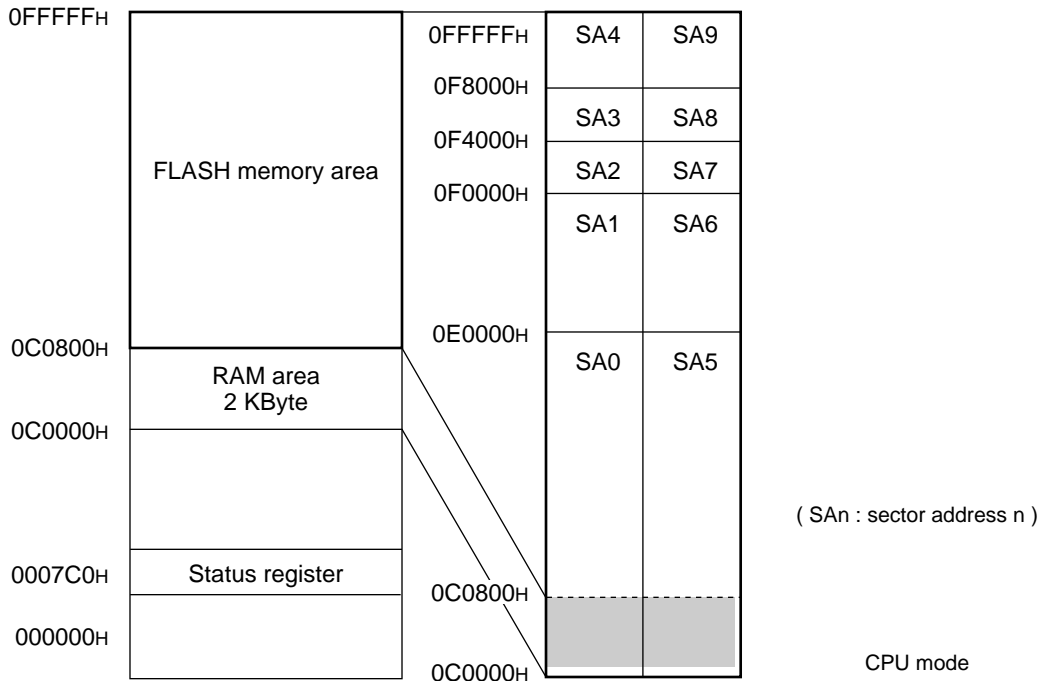 0FFFFFH
FLASH memory area
0C0800H
RAM area
2 KByte
0C0000H
0007C0H
Status register
000000H
0FFFFFH
SA4 SA9
0F8000H
SA3 SA8
0F4000H
SA2 SA7
0F0000H
SA1 SA6
0E0000H
SA0 SA5
0C0800H
0C0000H
( SAn : sector address n )
CPU mode